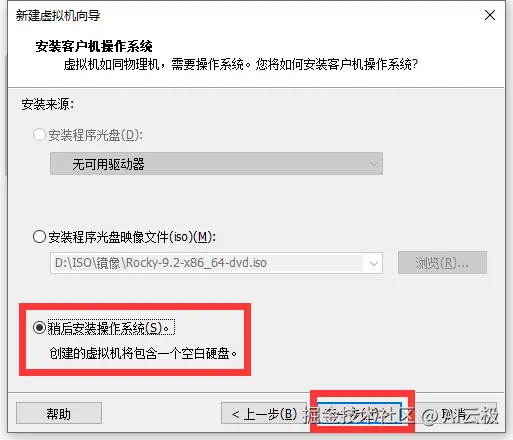 新建虚拟机向导
安装客户机操作系统
虚拟机如同物理机，需要操作系统。您将如何安装客户机操作系统?
安装来源:
安装程序光盘(D):
无可用驱动器
安装程序光盘映像文件(iso)(M):
D:\ISO\镜像\Rocky-9.2-x86_64-dvd.iso
浏览(R)...
稍后安装操作系统(S)。
创建的虚拟机将包含一个空白硬盘。
帮助
< 上一步(B)
取消
掘金技术社区 @ AI云极